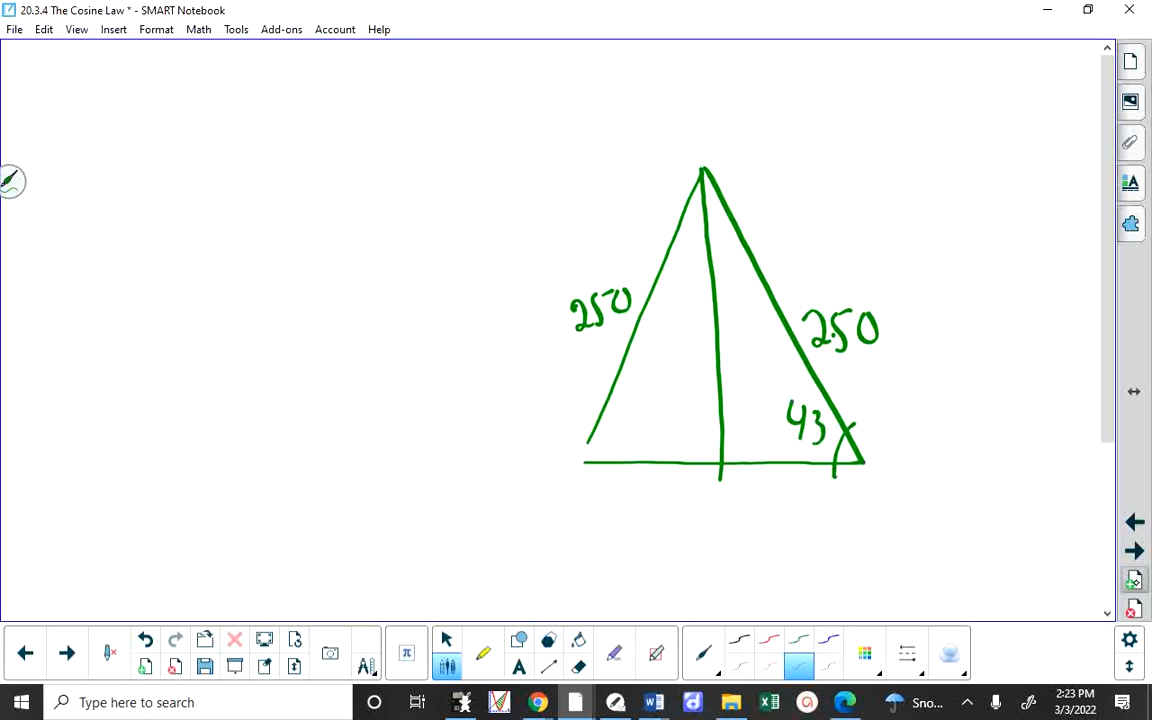 20.3.4 The Cosine Law * - SMART Notebook
File Edit View Insert Format Math Tools Add-ons Account Help
250
250
43
π
A
Type here to search
Sno...
2:23 PM
3/3/2022